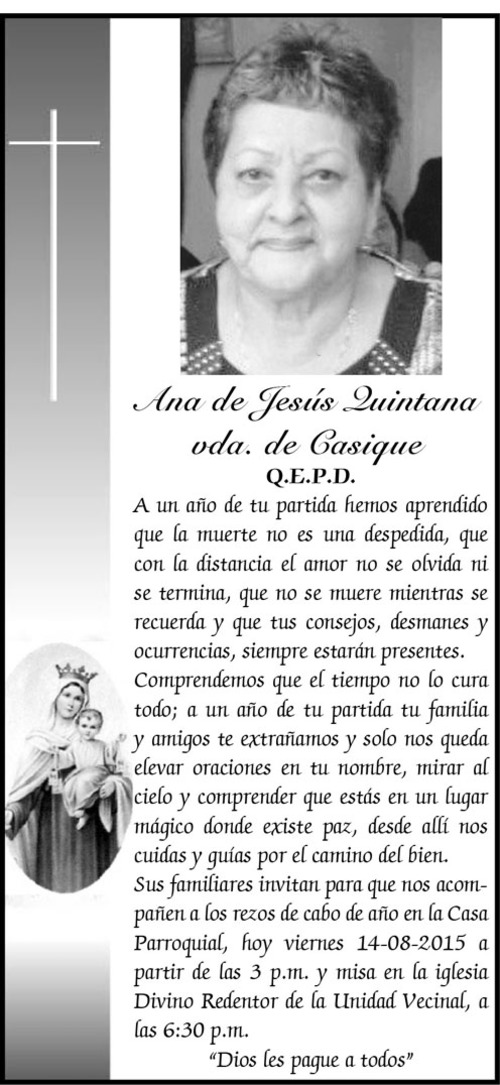 Ana de Jesús Quintana
vda. de Casique
Q.E.P.D.
A un año de tu partida hemos aprendido
que la muerte no es una despedida, que
con la distancia el amor no se olvida ni
se termina, que no se muere mientras se
recuerda y que tus consejos, desmanes y
ocurrencias, siempre estarán presentes.
Comprendemos que el tiempo no lo cura
todo; a un año de tu partida tu familia
y amigos te extrañamos y solo nos queda
elevar oraciones en tu nombre, mirar al
cielo y comprender que estás en un lugar
mágico donde existe paz, desde allí nos
cuidas y guías por el camino del bien.
Sus familiares invitan para que nos acom-
pañen a los rezos de cabo de año en la Casa
Parroquial, hoy viernes 14-08-2015 a
partir de las 3 p.m. y misa en la iglesia
Divino Redentor de la Unidad Vecinal, a
las 6:30 p.m.
“Dios les pague a todos”